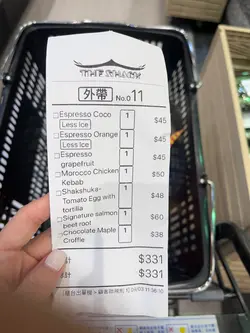 THE SHACK
外帶 No.0 11
Espresso Coco 1 $45
Less Ice
Espresso Orange 1 $45
Less Ice
Espresso 1 $45
grapefruit
Morocco Chicken 1 $50
Kebab
Shakshuka- 1 $48
Tomato Egg with
tortilla
Signature salmon 1 $60
beet root
Chocolate Maple 1 $38
Croffle
$331
$331